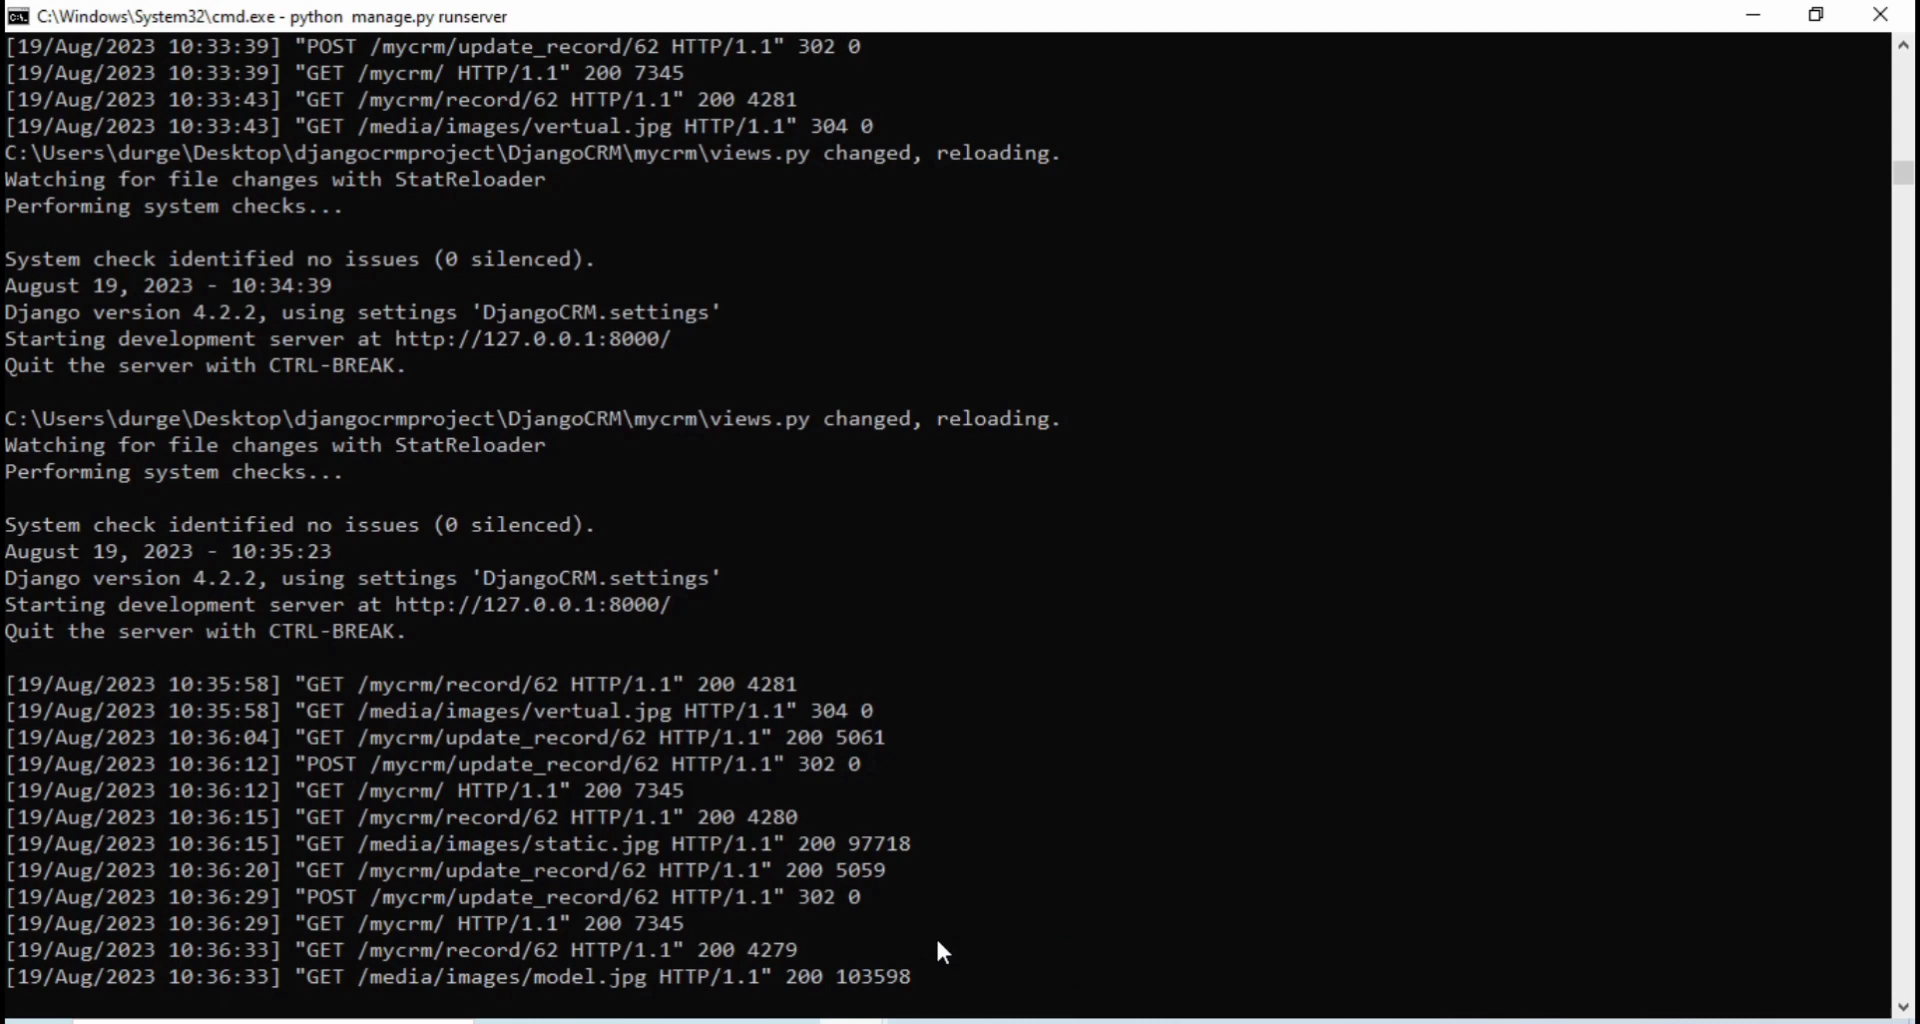 C:\Windows\System32\cmd.exe - python  manage.py runserver
[19/Aug/2023 10:33:39] "POST /mycrm/update_record/62 HTTP/1.1" 302 0
[19/Aug/2023 10:33:39] "GET /mycrm/ HTTP/1.1" 200 7345
[19/Aug/2023 10:33:43] "GET /mycrm/record/62 HTTP/1.1" 200 4281
[19/Aug/2023 10:33:43] "GET /media/images/vertual.jpg HTTP/1.1" 304 0
C:\Users\durge\Desktop\djangocrmproject\DjangoCRM\mycrm\views.py changed, reloading.
Watching for file changes with StatReloader
Performing system checks...
System check identified no issues (0 silenced).
August 19, 2023 - 10:34:39
Django version 4.2.2, using settings 'DjangoCRM.settings'
Starting development server at http://127.0.0.1:8000/
Quit the server with CTRL-BREAK.
C:\Users\durge\Desktop\djangocrmproject\DjangoCRM\mycrm\views.py changed, reloading.
Watching for file changes with StatReloader
Performing system checks...
System check identified no issues (0 silenced).
August 19, 2023 - 10:35:23
Django version 4.2.2, using settings 'DjangoCRM.settings'
Starting development server at http://127.0.0.1:8000/
Quit the server with CTRL-BREAK.
[19/Aug/2023 10:35:58] "GET /mycrm/record/62 HTTP/1.1" 200 4281
[19/Aug/2023 10:35:58] "GET /media/images/vertual.jpg HTTP/1.1" 304 0
[19/Aug/2023 10:36:04] "GET /mycrm/update_record/62 HTTP/1.1" 200 5061
[19/Aug/2023 10:36:12] "POST /mycrm/update_record/62 HTTP/1.1" 302 0
[19/Aug/2023 10:36:12] "GET /mycrm/ HTTP/1.1" 200 7345
[19/Aug/2023 10:36:15] "GET /mycrm/record/62 HTTP/1.1" 200 4280
[19/Aug/2023 10:36:15] "GET /media/images/static.jpg HTTP/1.1" 200 97718
[19/Aug/2023 10:36:20] "GET /mycrm/update_record/62 HTTP/1.1" 200 5059
[19/Aug/2023 10:36:29] "POST /mycrm/update_record/62 HTTP/1.1" 302 0
[19/Aug/2023 10:36:29] "GET /mycrm/ HTTP/1.1" 200 7345
[19/Aug/2023 10:36:33] "GET /mycrm/record/62 HTTP/1.1" 200 4279
[19/Aug/2023 10:36:33] "GET /media/images/model.jpg HTTP/1.1" 200 103598